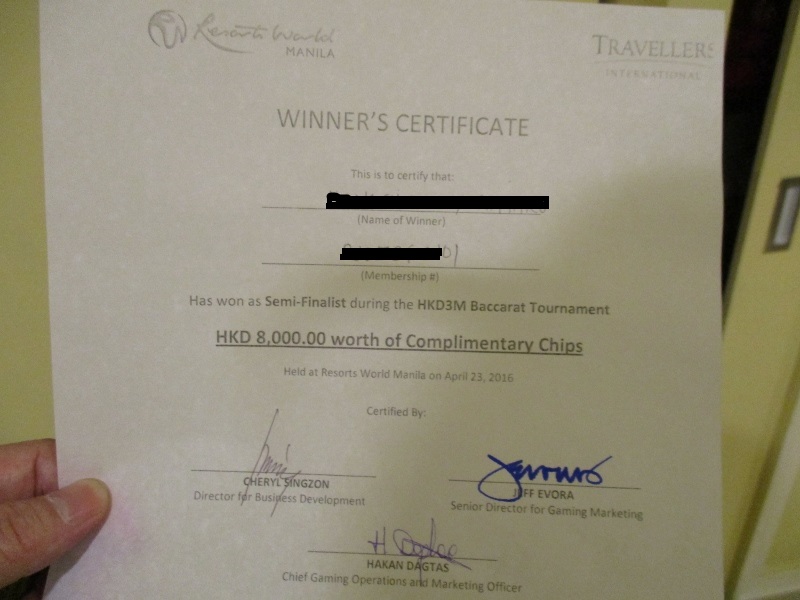 Resorts World
MANILA
TRAVELLERS
INTERNATIONAL
WINNER'S CERTIFICATE
This is to certify that:
(Name of Winner)
(Membership #)
Has won as Semi-Finalist during the HKD3M Baccarat Tournament
HKD 8,000.00 worth of Complimentary Chips
Held at Resorts World Manila on April 23, 2016
Certified By:
CHERYL SINGZON
Director for Business Development
JEFF EVORA
Senior Director for Gaming Marketing
HAKAN DAGTAS
Chief Gaming Operations and Marketing Officer